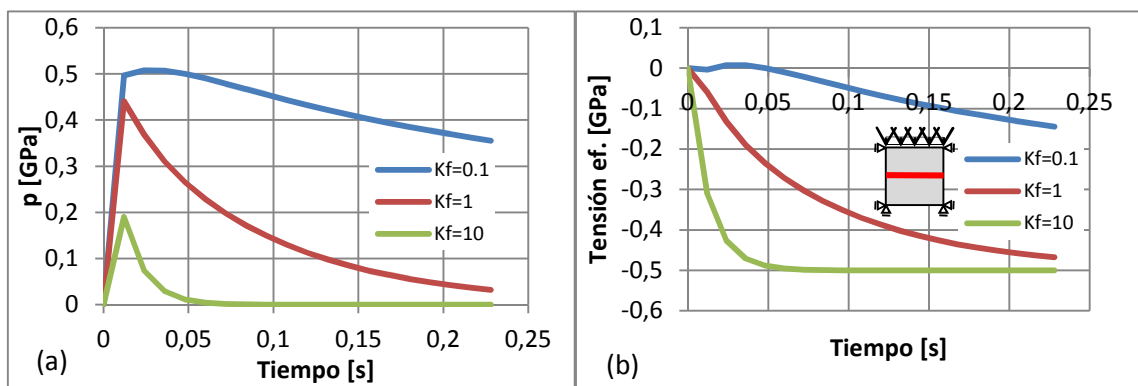 p [GPa]
0,6
0,5
0,4
0,3
0,2
0,1
0
0
0,05
0,1
0,15
0,2
0,25
Kf=0.1
Kf=1
Kf=10
(a)
Tiempo [s]
Tensión ef. [GPa]
0,1
0
-0,1
-0,2
-0,3
-0,4
-0,5
-0,6
0
0,05
0,1
0,15
0,2
0,25
Kf=0.1
Kf=1
Kf=10
(b)
Tiempo [s]